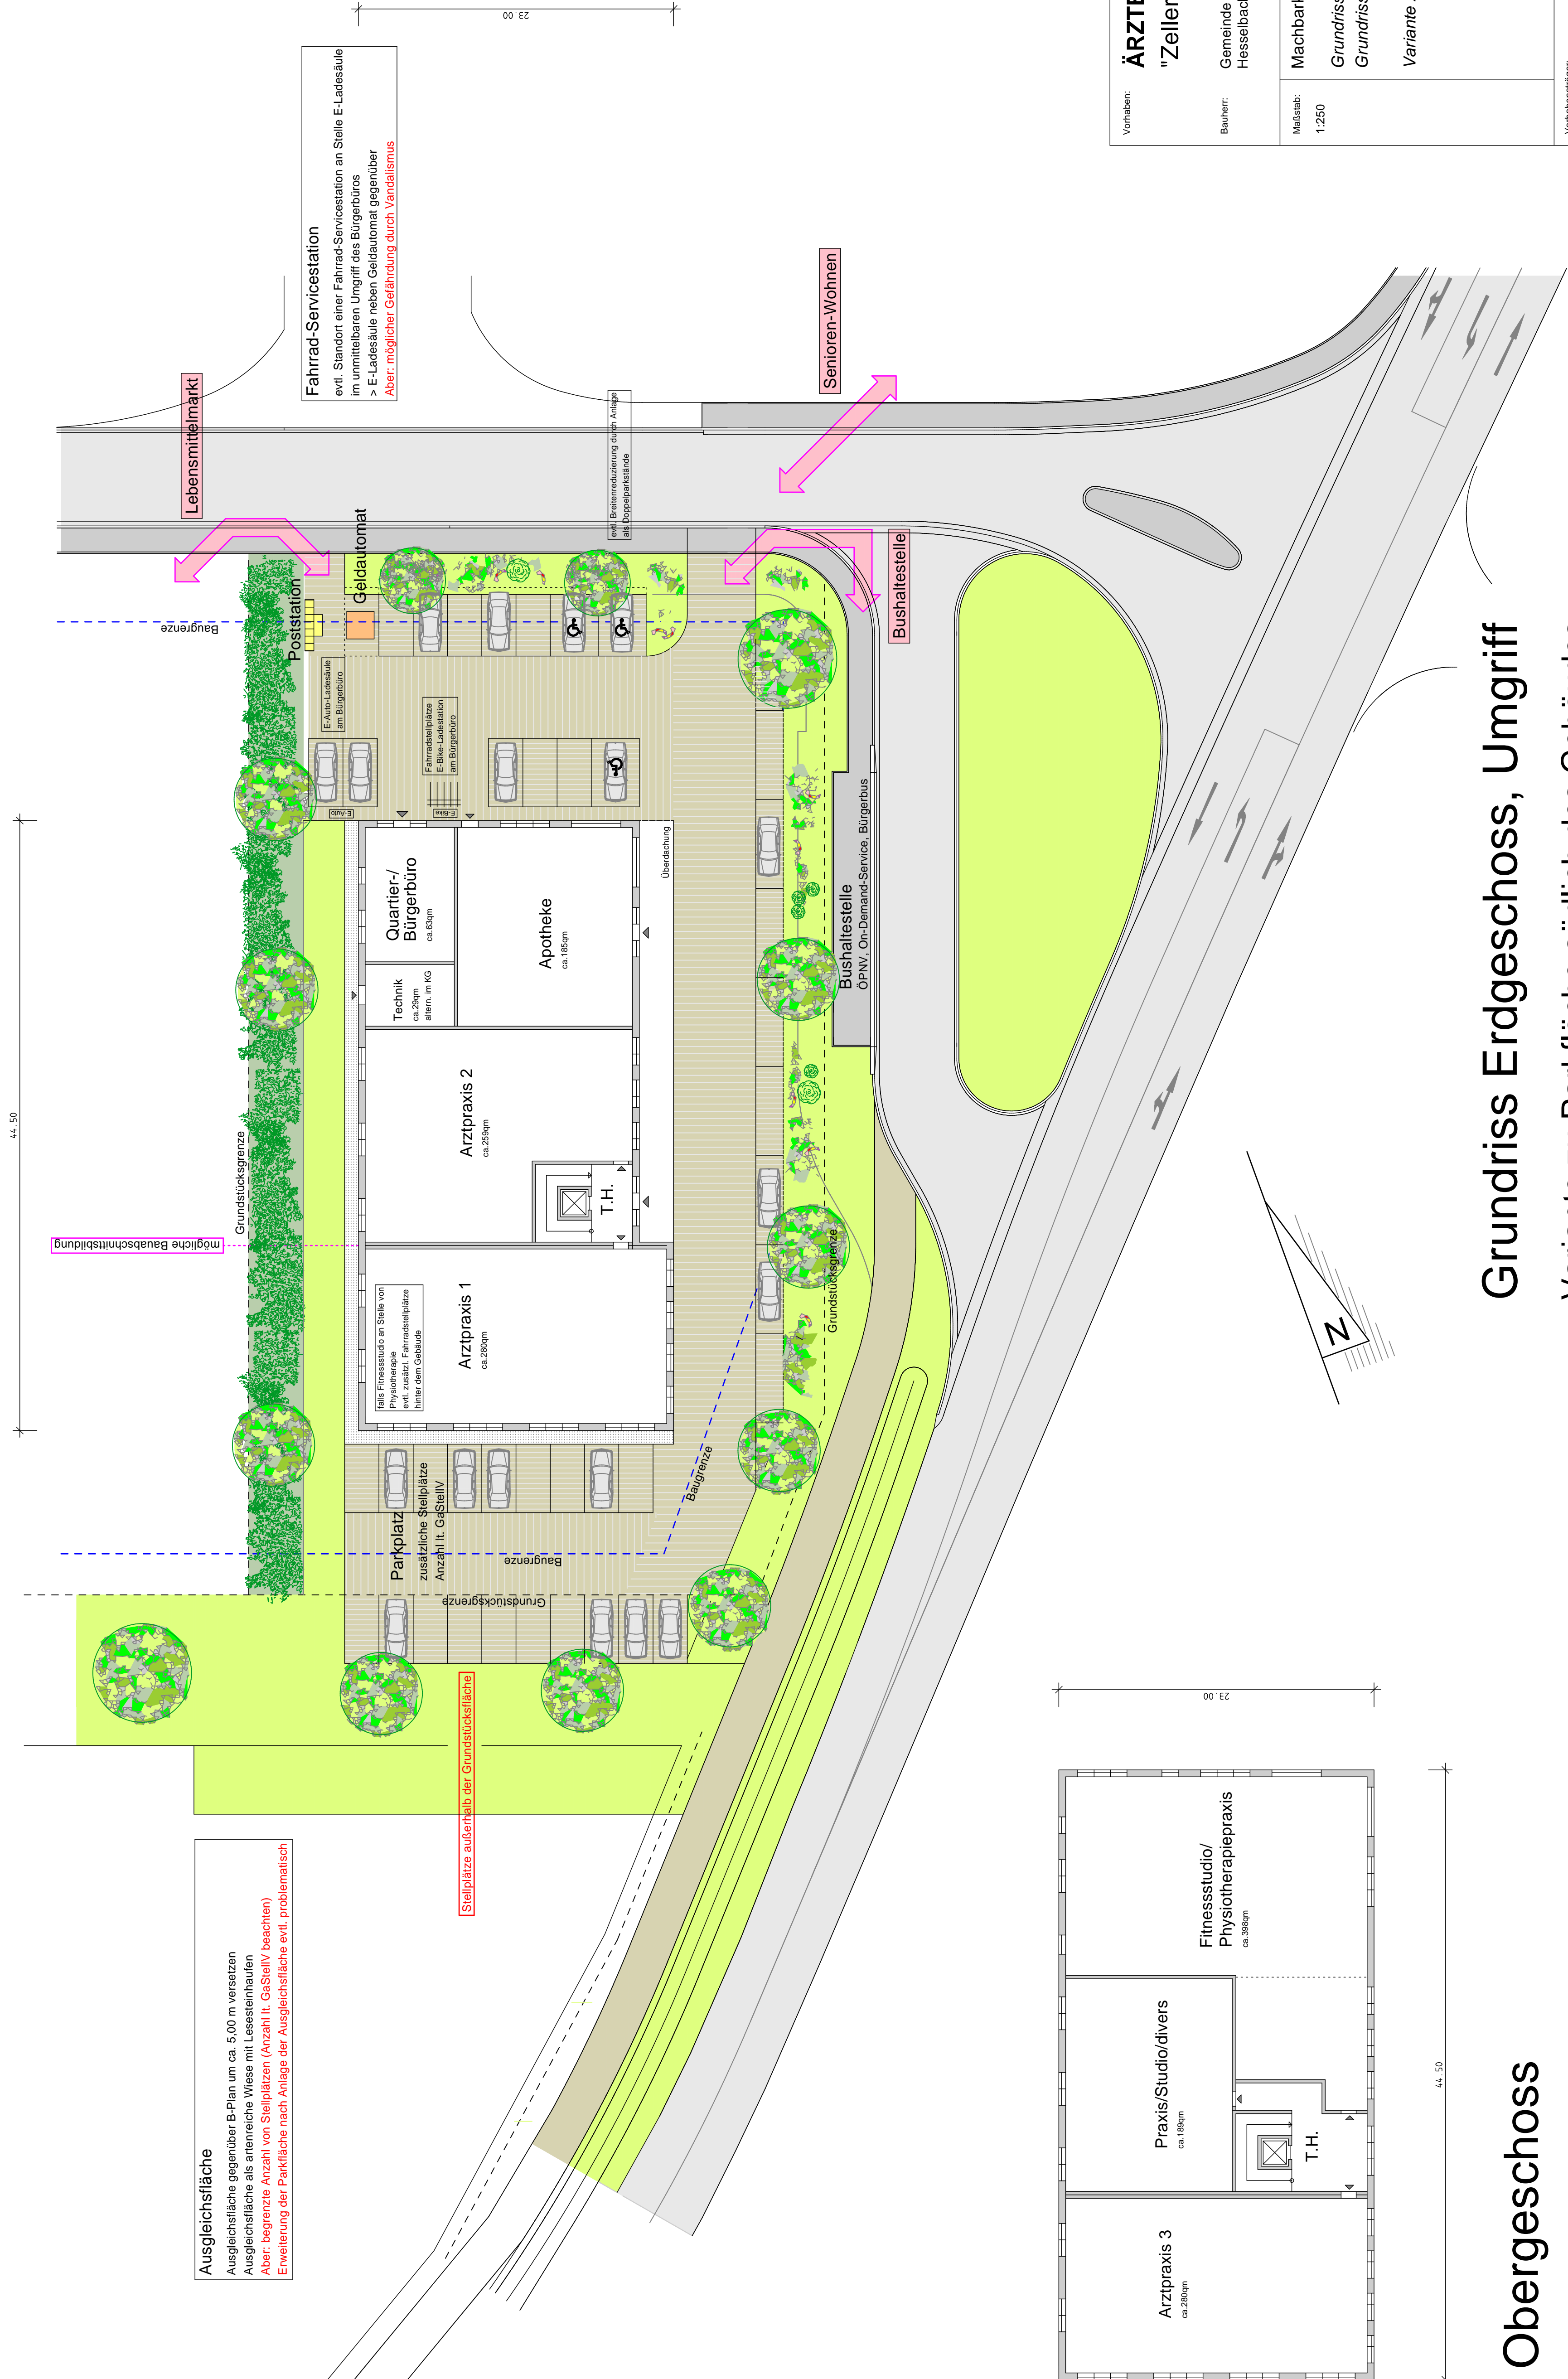 Ausgleichsfläche
Ausgleichsfläche gegenüber B-Plan um ca. 5,00 m versetzen
Ausgleichsfläche als artenreiche Wiese mit Lesesteinhaufen
Aber: begrenzte Anzahl von Stellplätzen (Anzahl lt. GaStellV beachten)
Erweiterung der Parkfläche nach Anlage der Ausgleichsfläche evtl. problematisch
Stellplätze außerhalb der Grundstücksfläche
44.50
mögliche Bauabschnittsbildung
Grundstücksgrenze
Baugrenze
Lebensmittelmarkt
23.00
Fahrrad-Servicestation
evtl. Standort einer Fahrrad-Servicestation an Stelle E-Ladesäule
im unmittelbaren Umgriff des Bürgerbüros
> E-Ladesäule neben Geldautomat gegenüber
Aber: möglicher Gefährdung durch Vandalismus
Poststation
Geldautomat
E-Auto-Ladesäule
am Bürgerbüro
E-Auto
Fahrradstellplätze
E-Bike-Ladestation
am Bürgerbüro
E-Bike
evtl. Breitenreduzierung durch Anlage
als Doppelparkstände
Parkplatz
zusätzliche Stellplätze
Anzahl lt. GaStellV
Grundstücksgrenze
Baugrenze
Baugrenze
falls Fitnessstudio an Stelle von
Physiotherapie
evtl. zusätzl. Fahrradstellplätze
hinter dem Gebäude
Arztpraxis 1
ca.280qm
Arztpraxis 2
ca.259qm
T.H.
Technik
ca.29qm
altern. im KG
Quartier-/
Bürgerbüro
ca.63qm
Apotheke
ca.185qm
Überdachung
Grundstücksgrenze
Bushaltestelle
ÖPNV, On-Demand-Service, Bürgerbus
Bushaltestelle
Senioren-Wohnen
N
23.00
44.50
Arztpraxis 3
ca.280qm
Praxis/Studio/divers
ca.189qm
T.H.
Fitnessstudio/
Physiotherapiepraxis
ca.398qm
Obergeschoss
Grundriss Erdgeschoss, Umgriff
Vorhaben:
ÄRZTE
"Zeller
Bauherr:
Gemeinde
Hesselbac
Maßstab:
1:250
Machbark
Grundriss
Grundriss
Variante